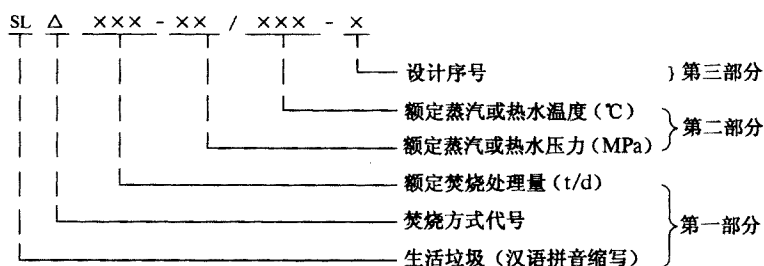 SL △ ××× - ×× / ××× - ×
设计序号 } 第三部分
额定蒸汽或热水温度(℃)
第二部分
额定蒸汽或热水压力(MPa)
额定焚烧处理量(t/d)
焚烧方式代号 第一部分
生活垃圾(汉语拼音缩写)